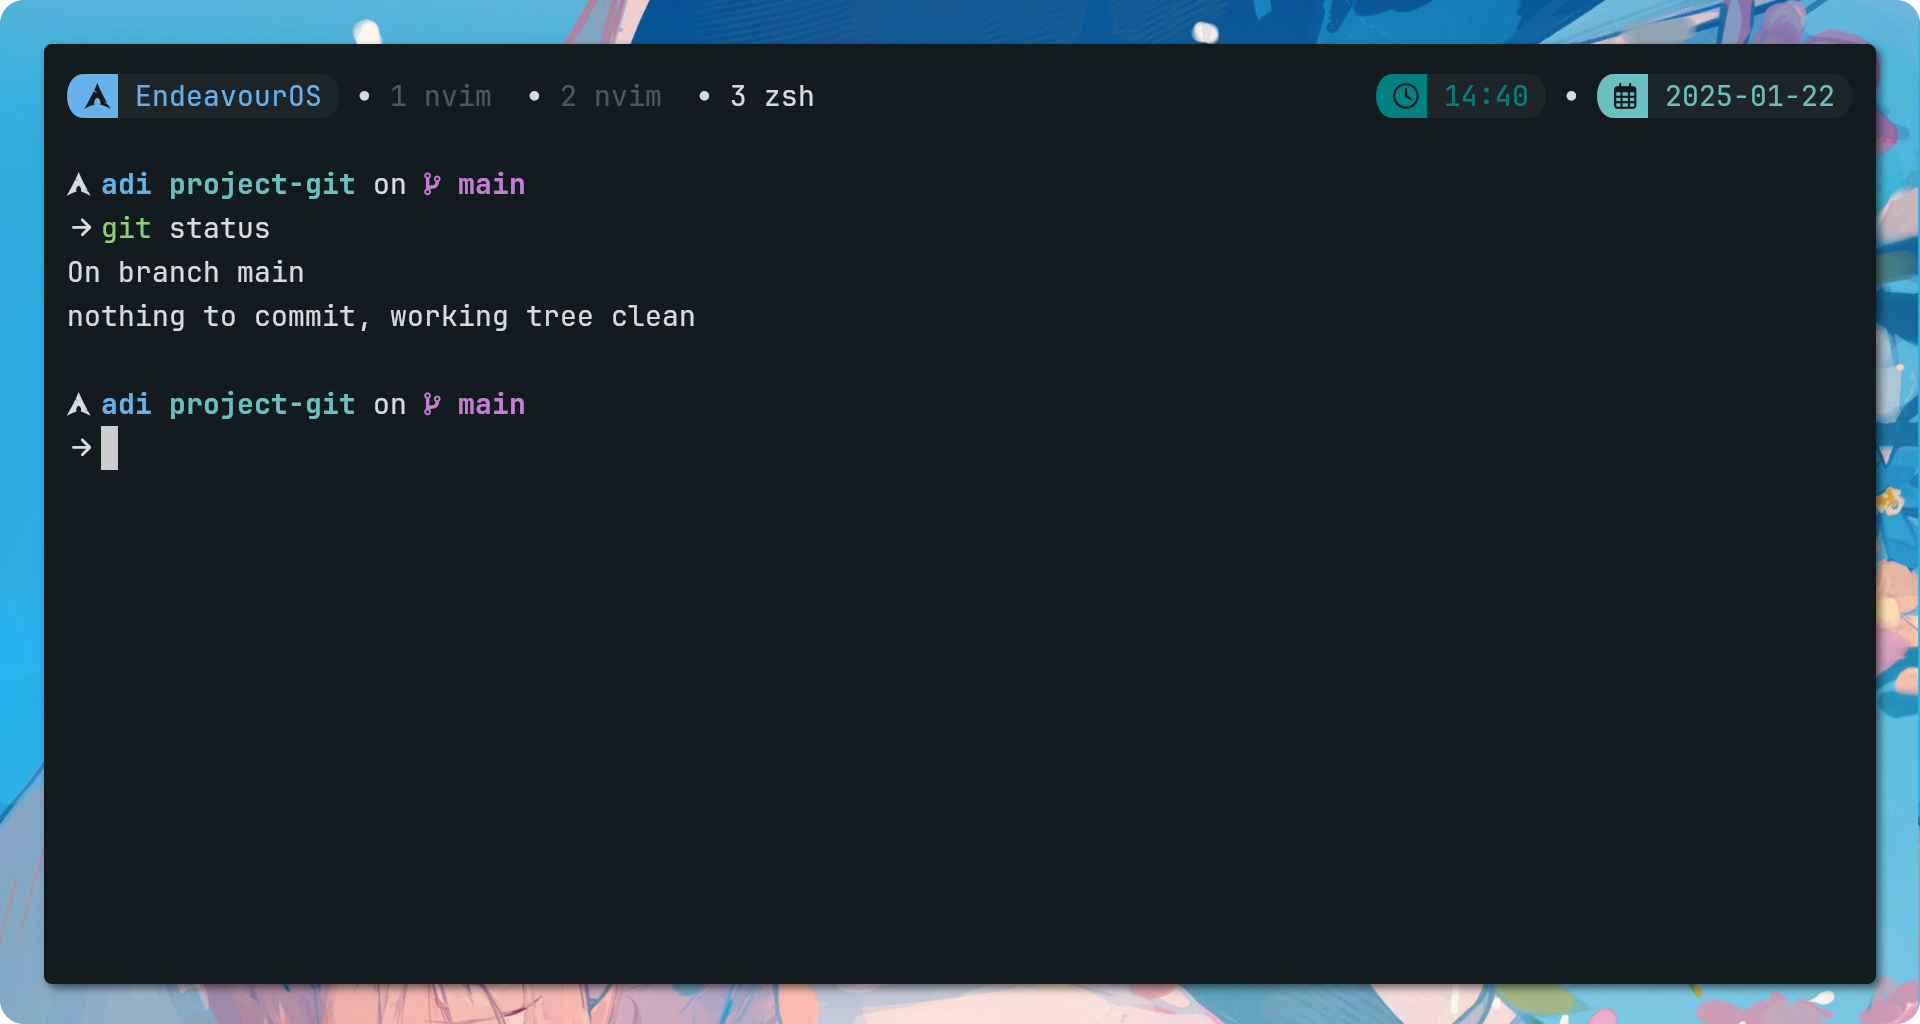 EndeavourOS • 1 nvim • 2 nvim • 3 zsh 14:40 • 2025-01-22
adi project-git on main
→ git status
On branch main
nothing to commit, working tree clean
adi project-git on main
→